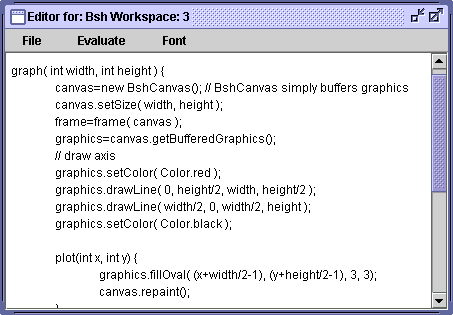 Editor for: Bsh Workspace: 3
File Evaluate Font
graph( int width, int height ) {
canvas=new BshCanvas(); // BshCanvas simply buffers graphics
canvas.setSize( width, height );
frame=frame( canvas );
graphics=canvas.getBufferedGraphics();
// draw axis
graphics.setColor( Color.red );
graphics.drawLine( 0, height/2, width, height/2 );
graphics.drawLine( width/2, 0, width/2, height );
graphics.setColor( Color.black );
plot(int x, int y) {
graphics.fillOval( (x+width/2-1), (y+height/2-1), 3, 3);
canvas.repaint();
}